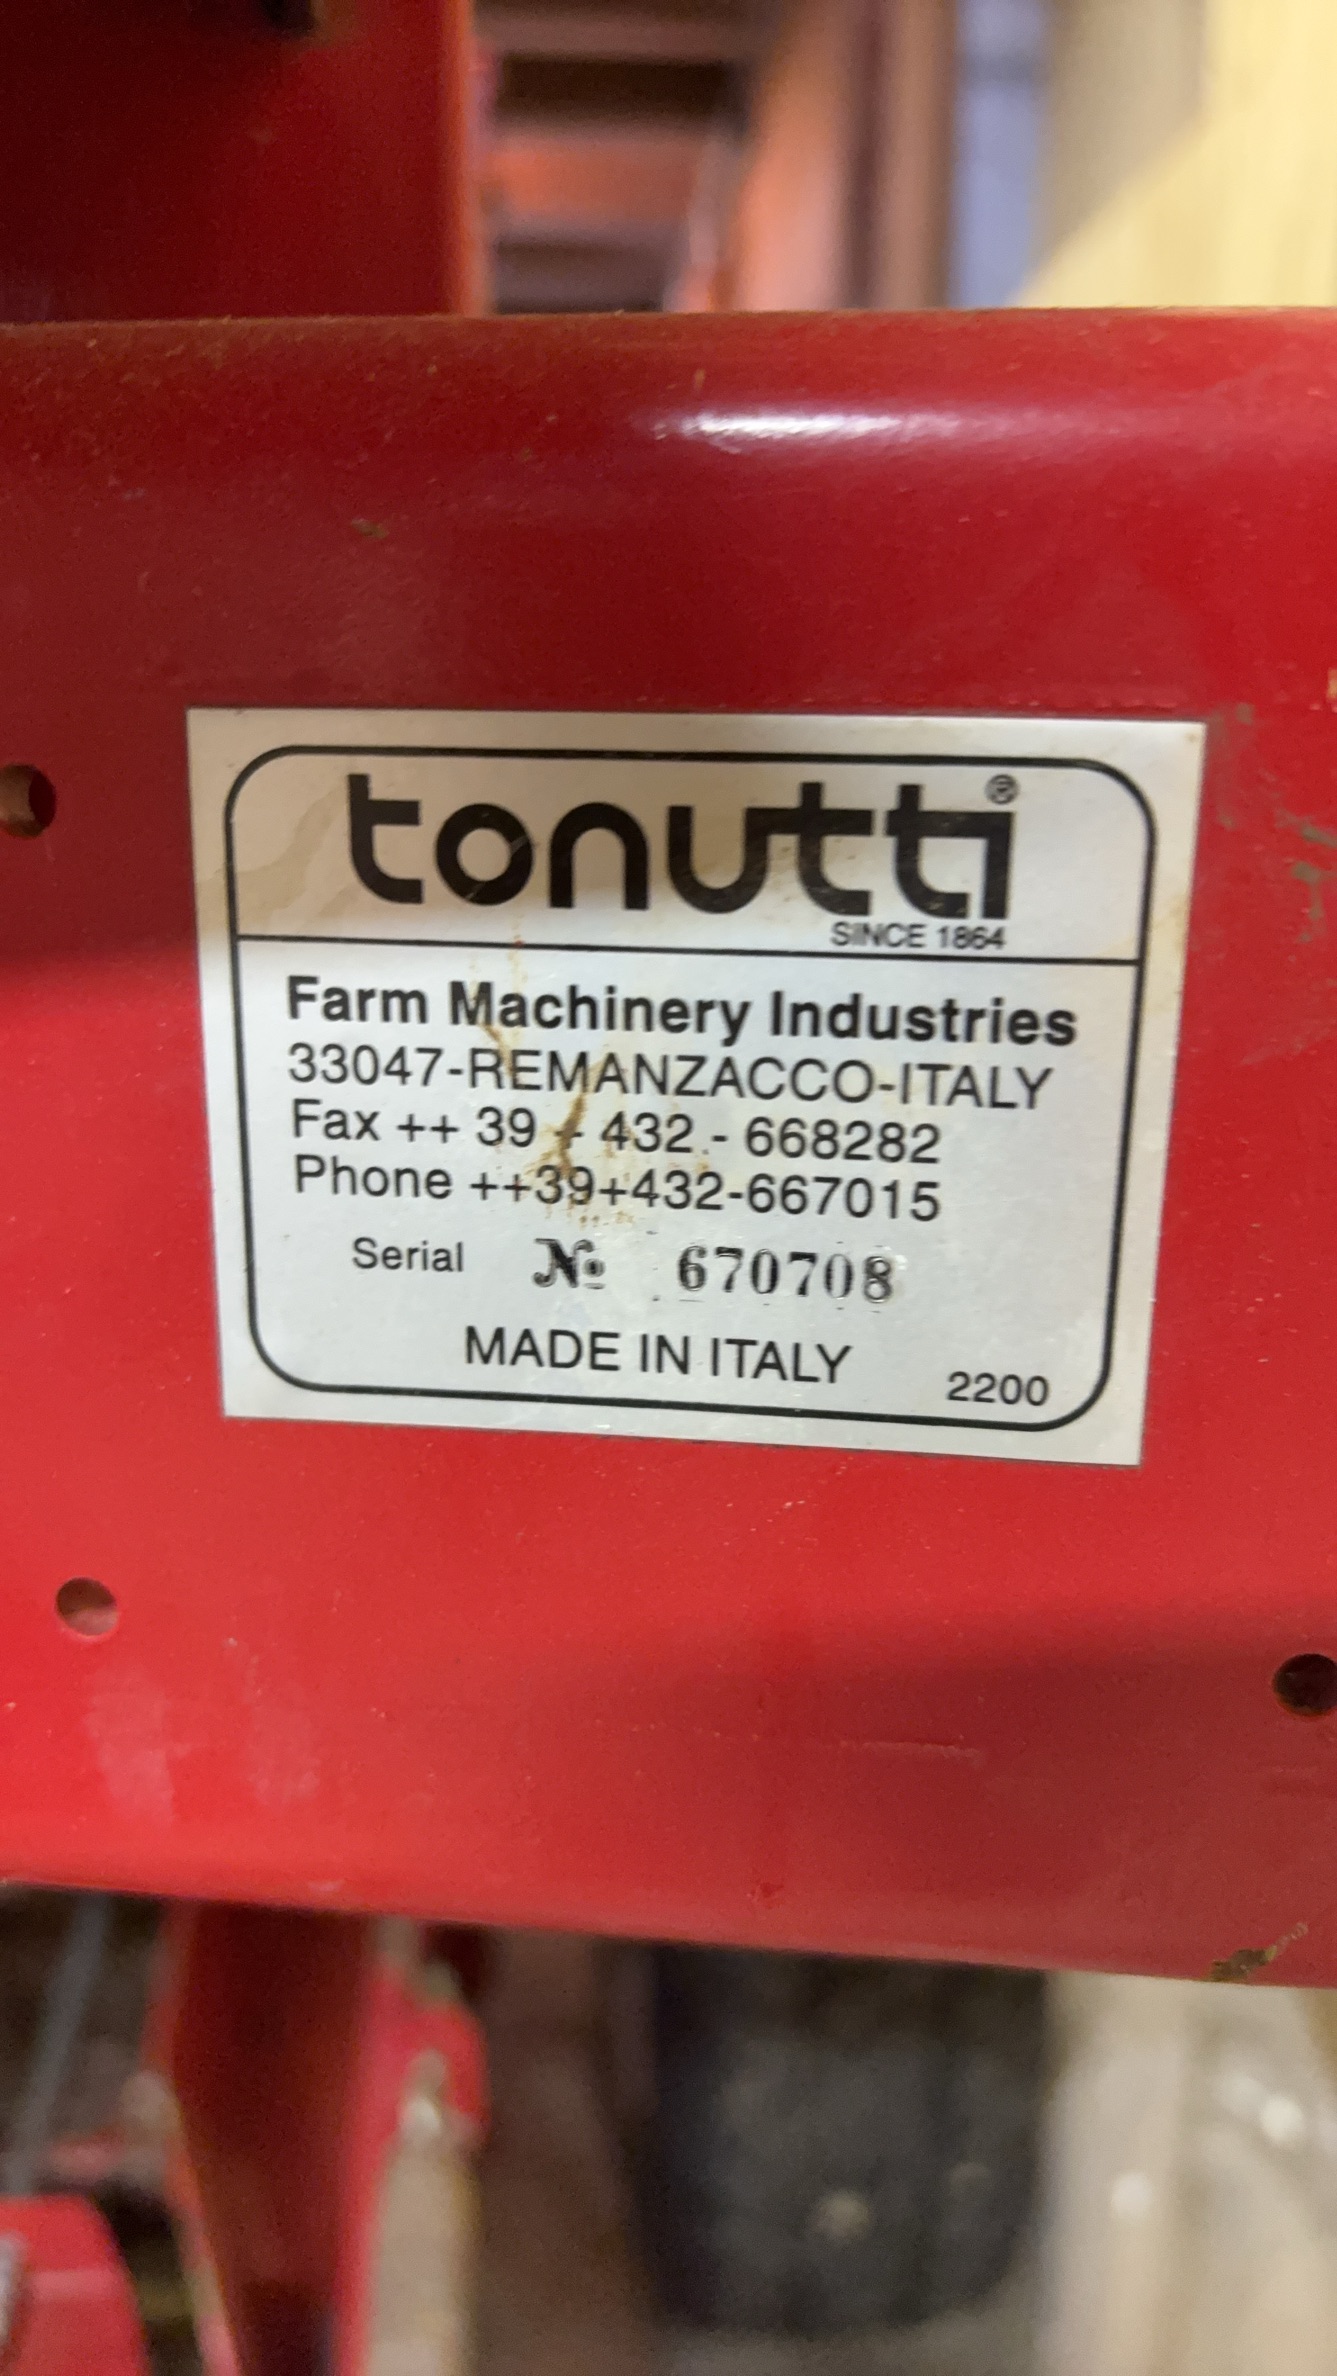 tonutti®
SINCE 1864
Farm Machinery Industries
33047-REMANZACCO-ITALY
Fax ++ 39 + 432.- 668282
Phone ++39+432-667015
Serial № 670708
MADE IN ITALY 2200